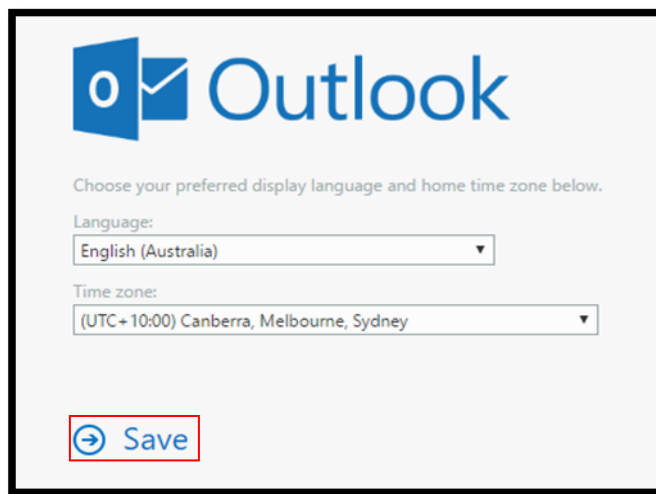 Outlook
Choose your preferred display language and home time zone below.
Language:
English (Australia)
Time zone:
(UTC+10:00) Canberra, Melbourne, Sydney
Save